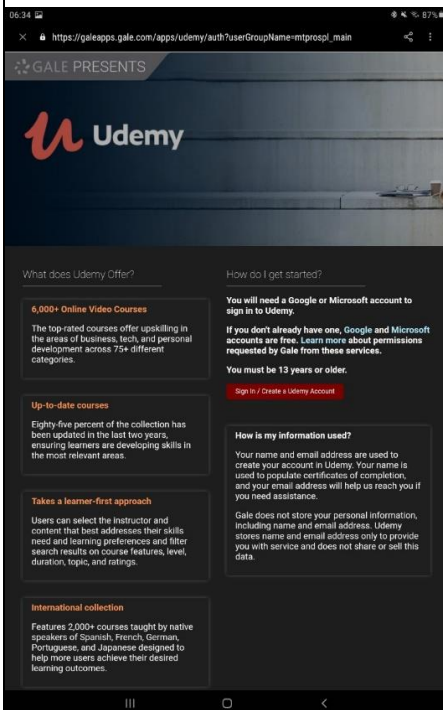 06:34
87%
https://galeapps.gale.com/apps/udemy/auth?userGroupName=mtprospl_main
GALE PRESENTS
Udemy
What does Udemy Offer?
6,000+ Online Video Courses
The top-rated courses offer upskilling in
the areas of business, tech, and personal
development across 75+ different
categories.
Up-to-date courses
Eighty-five percent of the collection has
been updated in the last two years,
ensuring learners are developing skills in
the most relevant areas.
Takes a learner-first approach
Users can select the instructor and
content that best addresses their skills
need and learning preferences and filter
search results on course features, level,
duration, topic, and ratings.
International collection
Features 2,000+ courses taught by native
speakers of Spanish, French, German,
Portuguese, and Japanese designed to
help more users achieve their desired
learning outcomes.
How do I get started?
You will need a Google or Microsoft account to
sign in to Udemy.
If you don't already have one, Google and Microsoft
accounts are free. Learn more about permissions
requested by Gale from these services.
You must be 13 years or older.
Sign In / Create a Udemy Account
How is my information used?
Your name and email address are used to
create your account in Udemy. Your name is
used to populate certificates of completion,
and your email address will help us reach you if
you need assistance.
Gale does not store your personal information,
including name and email address. Udemy
stores name and email address only to provide
you with service and does not share or sell this
data.